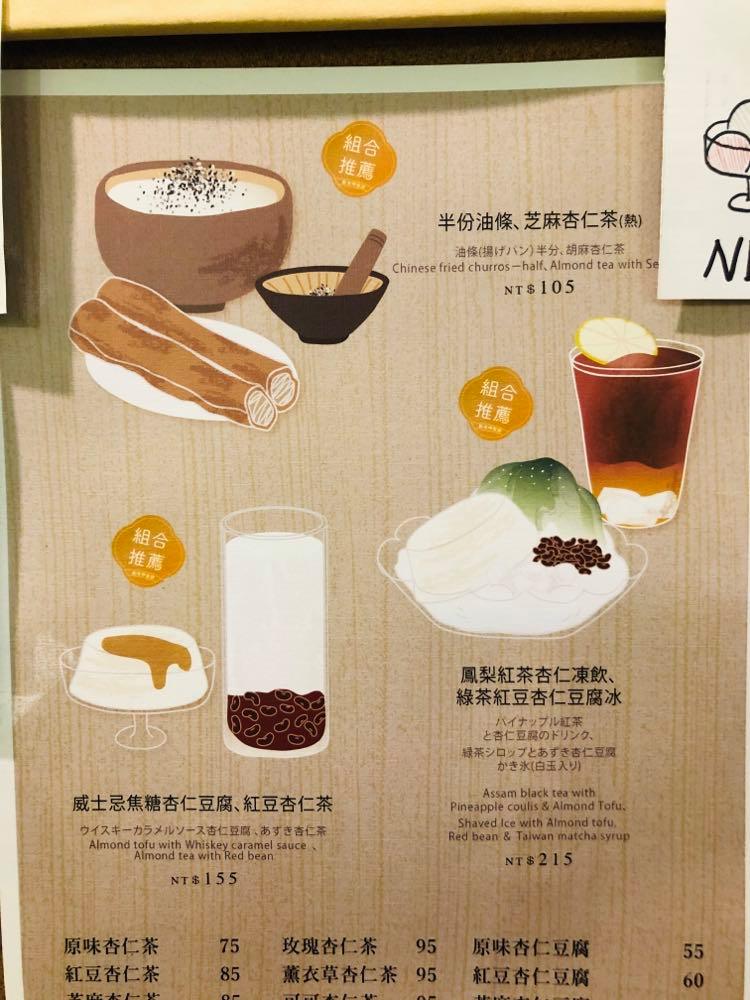 組合
推薦
半份油條、芝麻杏仁茶(熱)
油條(揚げパン)半分、胡麻杏仁茶
Chinese fried churros—half、Almond tea with Se
NT$105
組合
推薦
組合
推薦
鳳梨紅茶杏仁凍飲、
綠茶紅豆杏仁豆腐冰
パイナップル紅茶
と杏仁豆腐のドリンク、
緑茶シロップとあずき杏仁豆腐
かき氷(白玉入り)
Assam black tea with
Pineapple coulis & Almond Tofu、
Shaved Ice with Almond tofu,
Red bean & Taiwan matcha syrup
NT$215
威士忌焦糖杏仁豆腐、紅豆杏仁茶
ウイスキーカラメルソース杏仁豆腐、あずき杏仁茶
Almond tofu with Whiskey caramel sauce 、
Almond tea with Red bean
NT$155
原味杏仁茶 75 玫瑰杏仁茶 95 原味杏仁豆腐 55
紅豆杏仁茶 85 薰衣草杏仁茶 95 紅豆杏仁豆腐 60